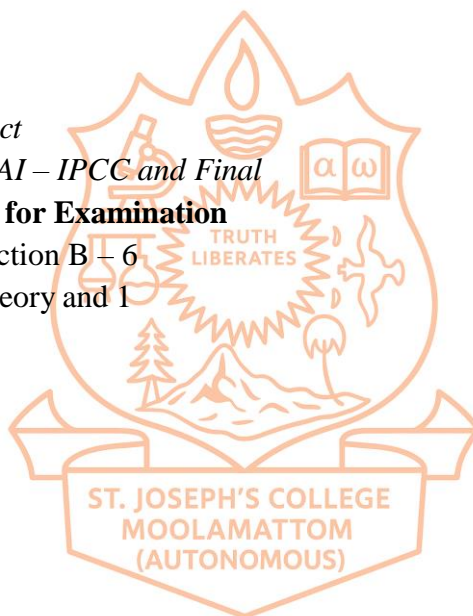 ct
AI – IPCC and Final
for Examination
ction B – 6
eory and 1
α ω
TRUTH
LIBERATES
ST. JOSEPH'S COLLEGE
MOOLAMATTOM
(AUTONOMOUS)